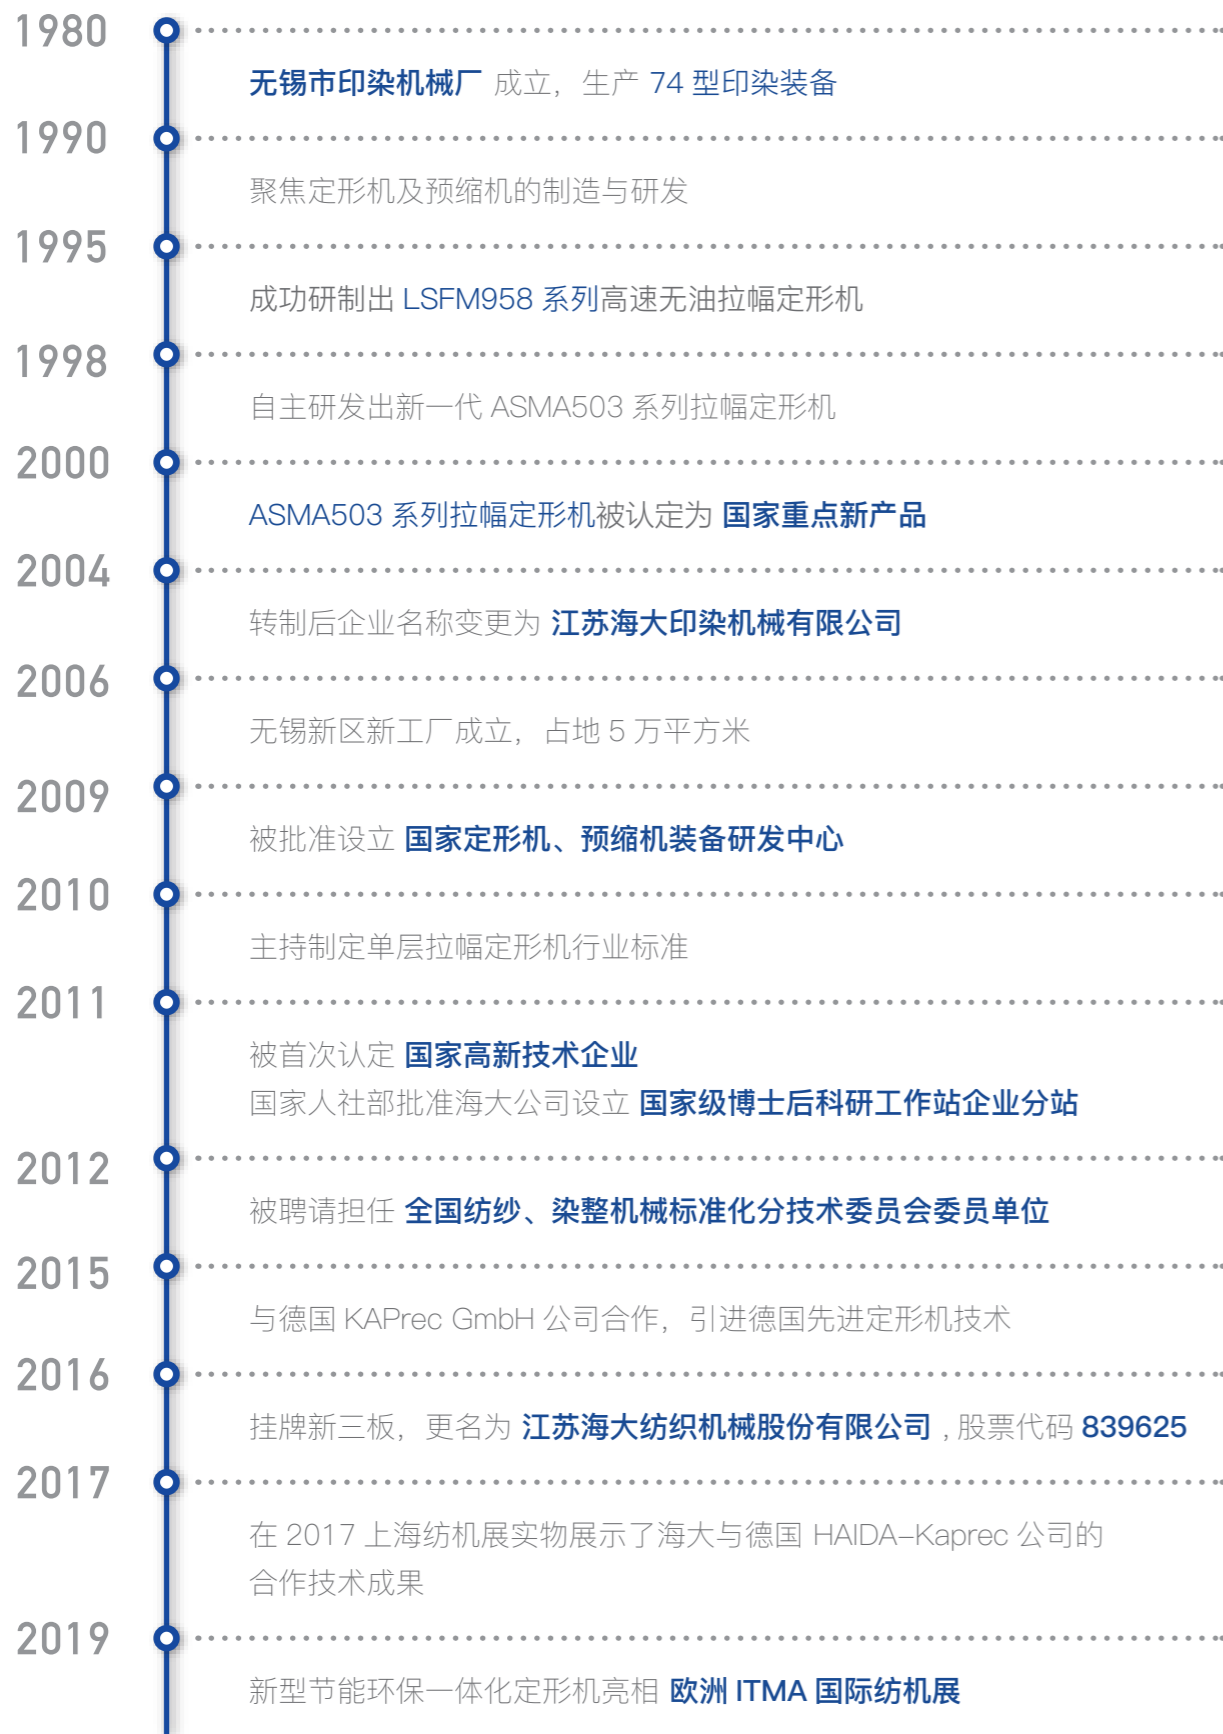 1980
无锡市印染机械厂 成立，生产 74 型印染装备
1990
聚焦定形机及预缩机的制造与研发
1995
成功研制出 LSFM958 系列高速无油拉幅定形机
1998
自主研发出新一代 ASMA503 系列拉幅定形机
2000
ASMA503 系列拉幅定形机被认定为 国家重点新产品
2004
转制后企业名称变更为 江苏海大印染机械有限公司
2006
无锡新区新工厂成立，占地 5 万平方米
2009
被批准设立 国家定形机、预缩机装备研发中心
2010
主持制定单层拉幅定形机行业标准
2011
被首次认定 国家高新技术企业
国家人社部批准海大公司设立 国家级博士后科研工作站企业分站
2012
被聘请担任 全国纺纱、染整机械标准化分技术委员会委员单位
2015
与德国 KAPrec GmbH 公司合作，引进德国先进定形机技术
2016
挂牌新三板，更名为 江苏海大纺织机械股份有限公司 , 股票代码 839625
2017
在 2017 上海纺机展实物展示了海大与德国 HAIDA-Kaprec 公司的
合作技术成果
2019
新型节能环保一体化定形机亮相 欧洲 ITMA 国际纺机展